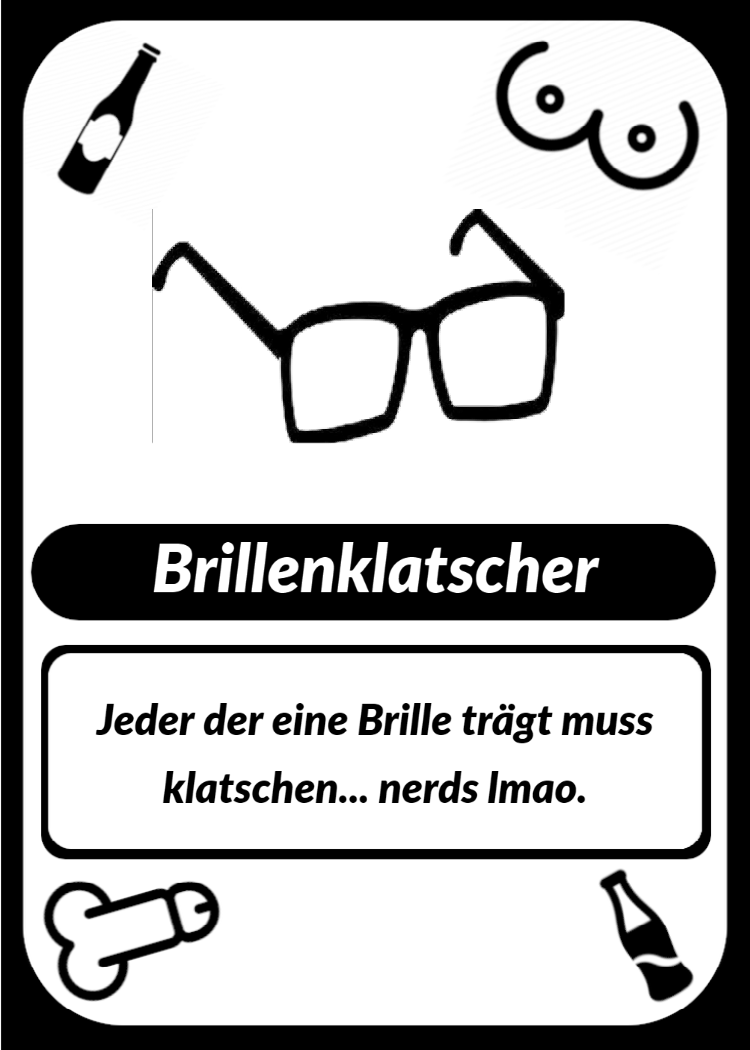 Brillenklatscher
Jeder der eine Brille trägt muss
klatschen... nerds lmao.